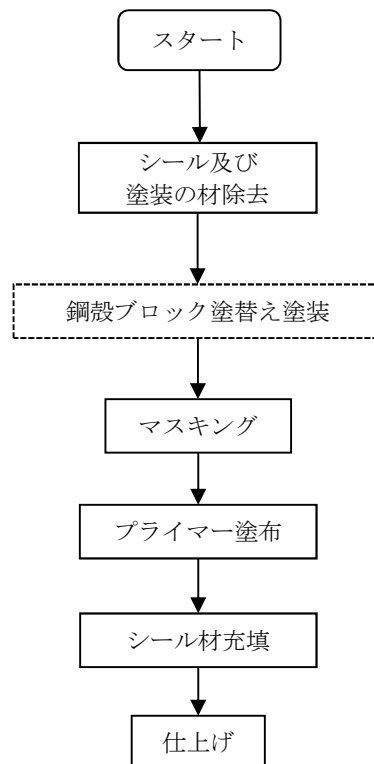 スタート
シール及び
塗装の材除去
鋼殻ブロック塗替え塗装
マスキング
プライマー塗布
シール材充填
仕上げ